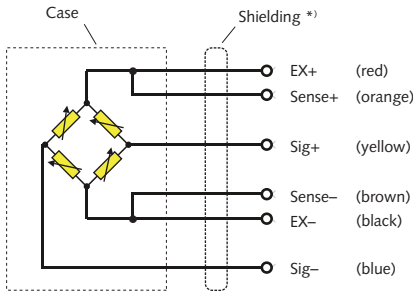 Case
Shielding *)
EX+ (red)
Sense+ (orange)
Sig+ (yellow)
Sense– (brown)
EX– (black)
Sig– (blue)